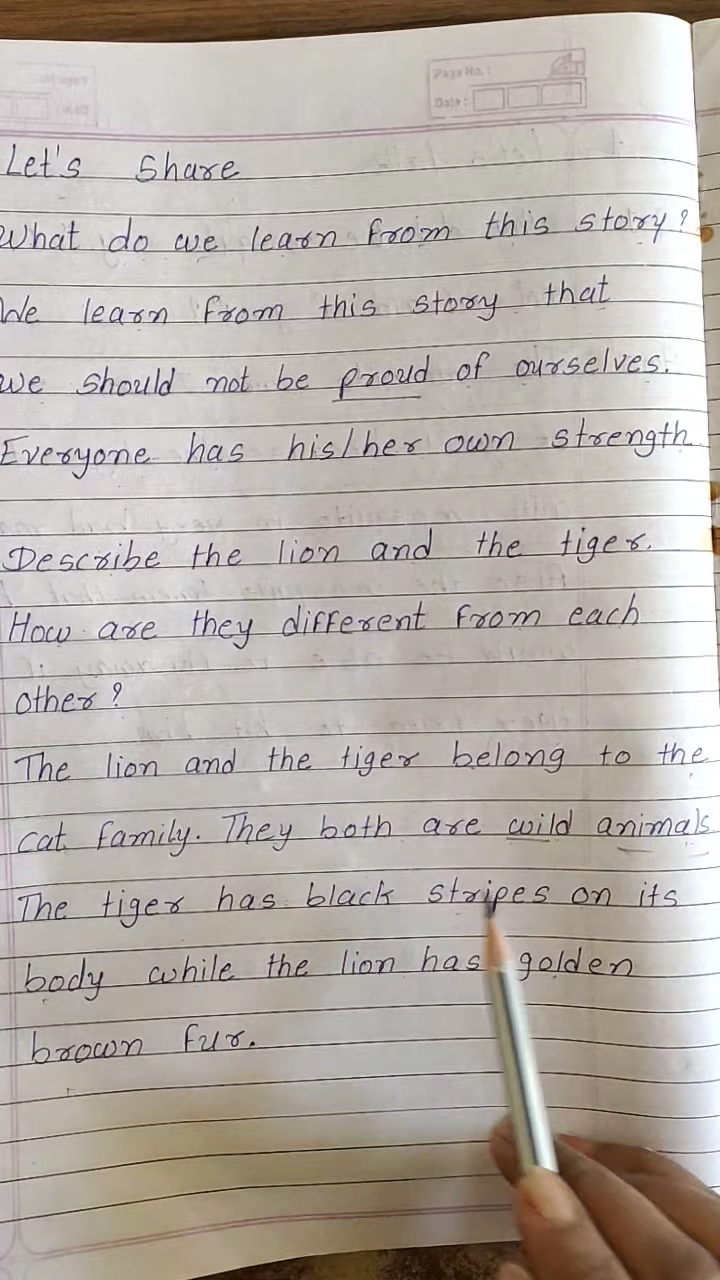 Page No.:
Date:
Let's Share
What do we learn from this story?
We learn from this story that
we should not be proud of ourselves.
Everyone has his/her own strength
Describe the lion and the tiger.
How are they different from each
other?
The lion and the tiger belong to the
cat family. They both are wild animals
The tiger has black stripes on its
body while the lion has golden
brown fur.